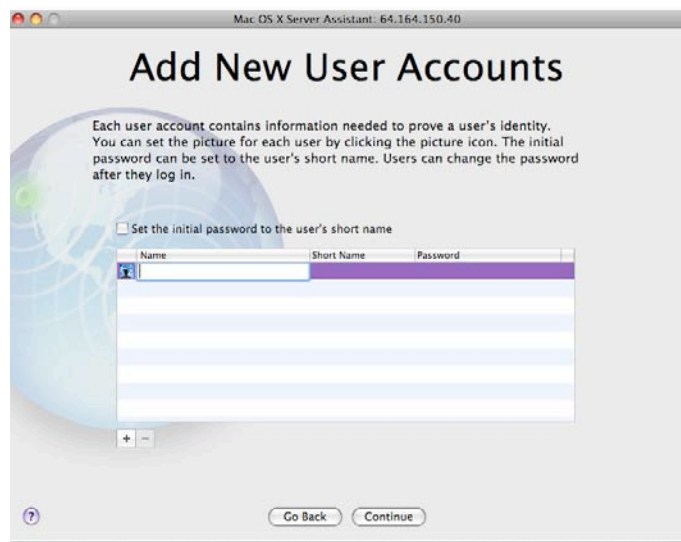 Mac OS X Server Assistant: 64.164.150.40
Add New User Accounts
Each user account contains information needed to prove a user's identity.
You can set the picture for each user by clicking the picture icon. The initial
password can be set to the user's short name. Users can change the password
after they log in.
Set the initial password to the user's short name
Name Short Name Password
+ −
? Go Back Continue